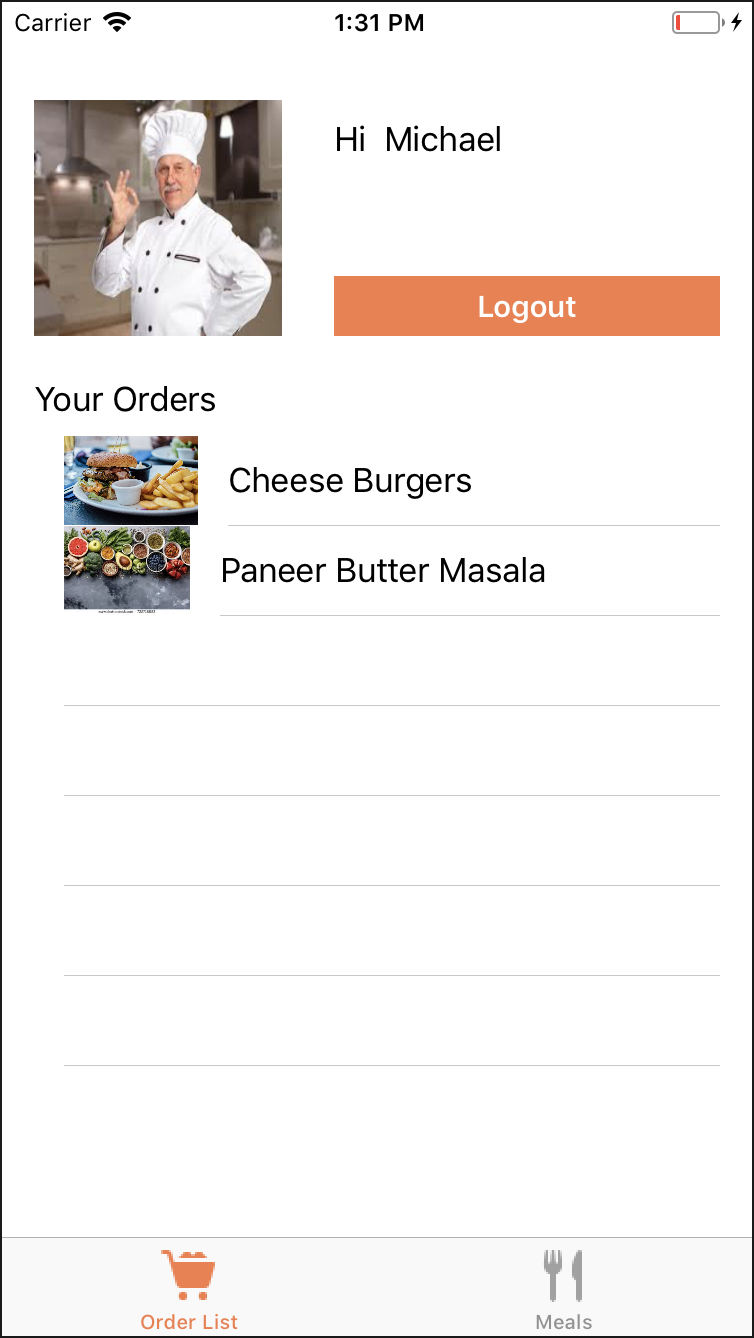 Carrier 1:31 PM
Hi Michael
Logout
Your Orders
Cheese Burgers
Paneer Butter Masala
Order List
Meals